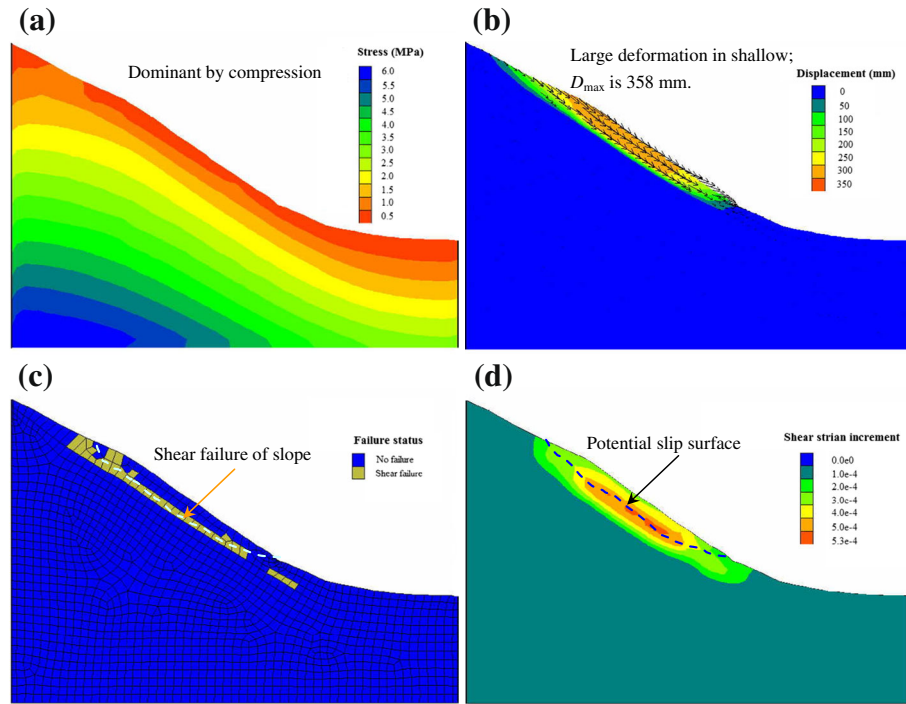 (a)
Dominant by compression
Stress (MPa)
6.0
5.5
5.0
4.5
4.0
3.5
3.0
2.5
2.0
1.5
1.0
0.5
(b)
Large deformation in shallow;
Dmax is 358 mm.
Displacement (mm)
0
50
100
150
200
250
300
350
(c)
Shear failure of slope
Failure status
No failure
Shear failure
(d)
Potential slip surface
Shear strian increment
0.0e0
1.0e-4
2.0e-4
3.0e-4
4.0e-4
5.0e-4
5.3e-4